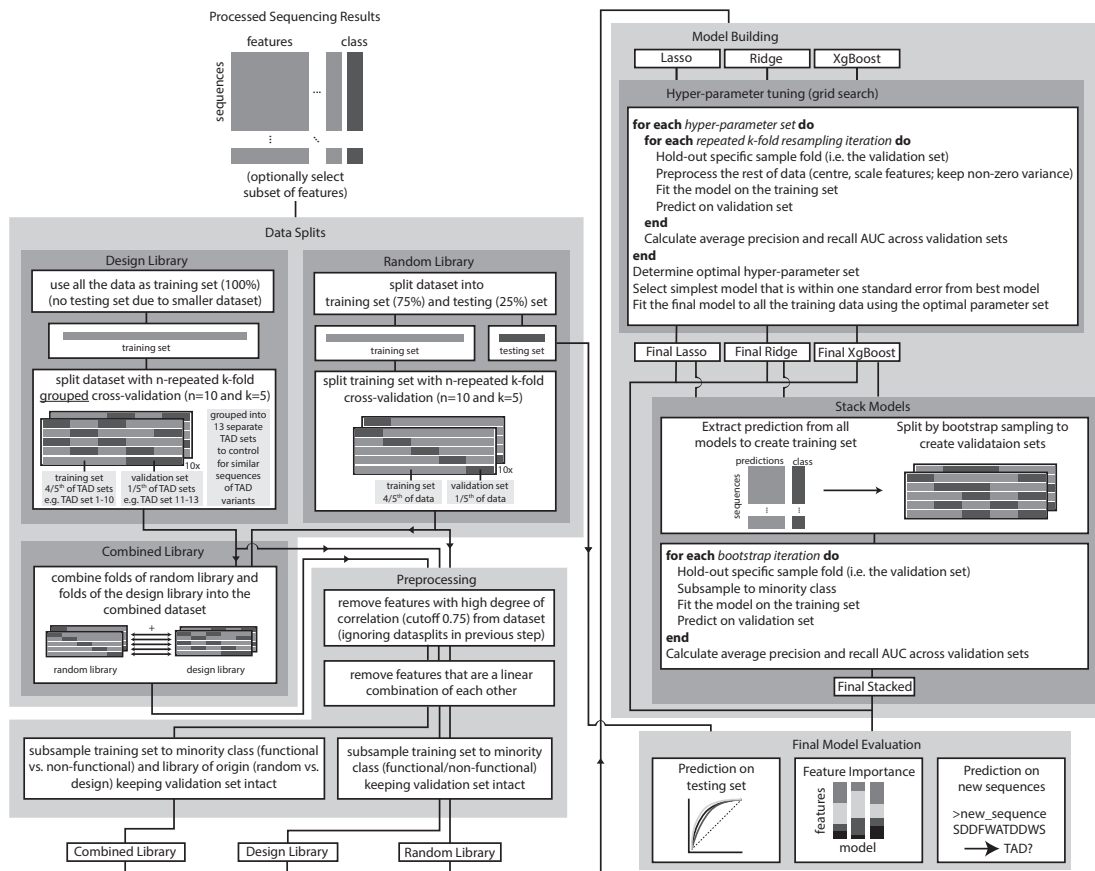 Processed Sequencing Results
features
class
sequences
...
...
...
(optionally select
subset of features)
Data Splits
Design Library
use all the data as training set (100%)
(no testing set due to smaller dataset)
training set
split dataset with n-repeated k-fold
grouped cross-validation (n=10 and k=5)
10x
training set
4/5th of TAD sets
e.g. TAD set 1-10
validation set
1/5th of TAD sets
e.g. TAD set 11-13
grouped into
13 separate
TAD sets
to control
for similar
sequences
of TAD
variants
Random Library
split dataset into
training set (75%) and testing (25%) set
training set
testing set
split training set with n-repeated k-fold
cross-validation (n=10 and k=5)
10x
training set
4/5th of data
validation set
1/5th of data
Combined Library
combine folds of random library and
folds of the design library into the
combined dataset
+
random library
design library
Preprocessing
remove features with high degree of
correlation (cutoff 0.75) from dataset
(ignoring datasplits in previous step)
remove features that are a linear
combination of each other
subsample training set to minority class (functional
vs. non-functional) and library of origin (random vs.
design) keeping validation set intact
subsample training set to minority
class (functional/non-functional)
keeping validation set intact
Combined Library
Design Library
Random Library
Model Building
Lasso
Ridge
XgBoost
Hyper-parameter tuning (grid search)
for each hyper-parameter set do
for each repeated k-fold resampling iteration do
Hold-out specific sample fold (i.e. the validation set)
Preprocess the rest of data (centre, scale features; keep non-zero variance)
Fit the model on the training set
Predict on validation set
end
Calculate average precision and recall AUC across validation sets
end
Determine optimal hyper-parameter set
Select simplest model that is within one standard error from best model
Fit the final model to all the training data using the optimal parameter set
Final Lasso
Final Ridge
Final XgBoost
Stack Models
Extract prediction from all
models to create training set
predictions
class
sequences
...
...
Split by bootstrap sampling to
create validataion sets
for each bootstrap iteration do
Hold-out specific sample fold (i.e. the validation set)
Subsample to minority class
Fit the model on the training set
Predict on validation set
end
Calculate average precision and recall AUC across validation sets
Final Stacked
Final Model Evaluation
Prediction on
testing set
Feature Importance
features
model
Prediction on
new sequences
>new_sequence
SDDFWATDDWS
TAD?